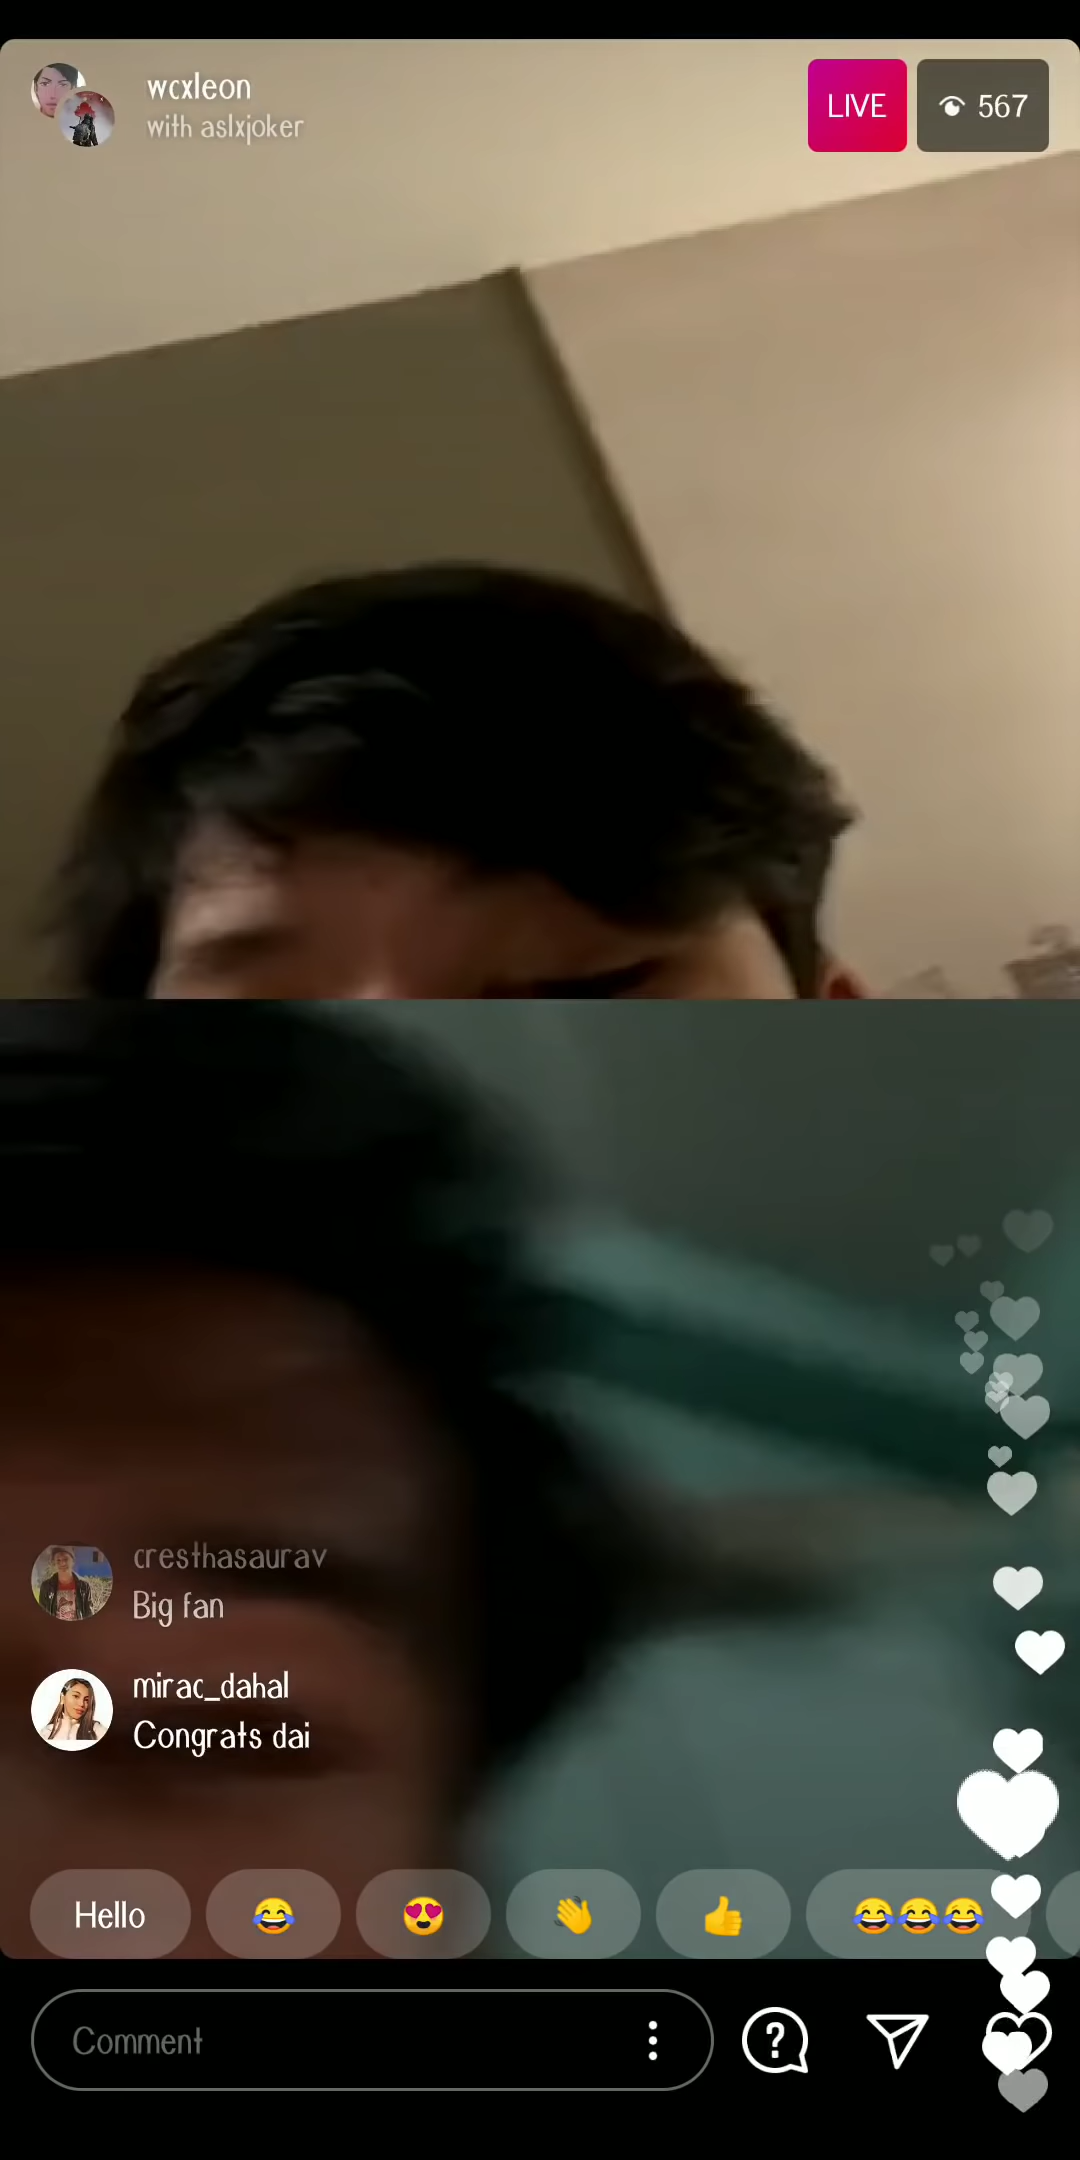 wcxleon
with aslxjoker
LIVE
567
cresthasaurav
Big fan
mirac_dahal
Congrats dai
Hello
Comment